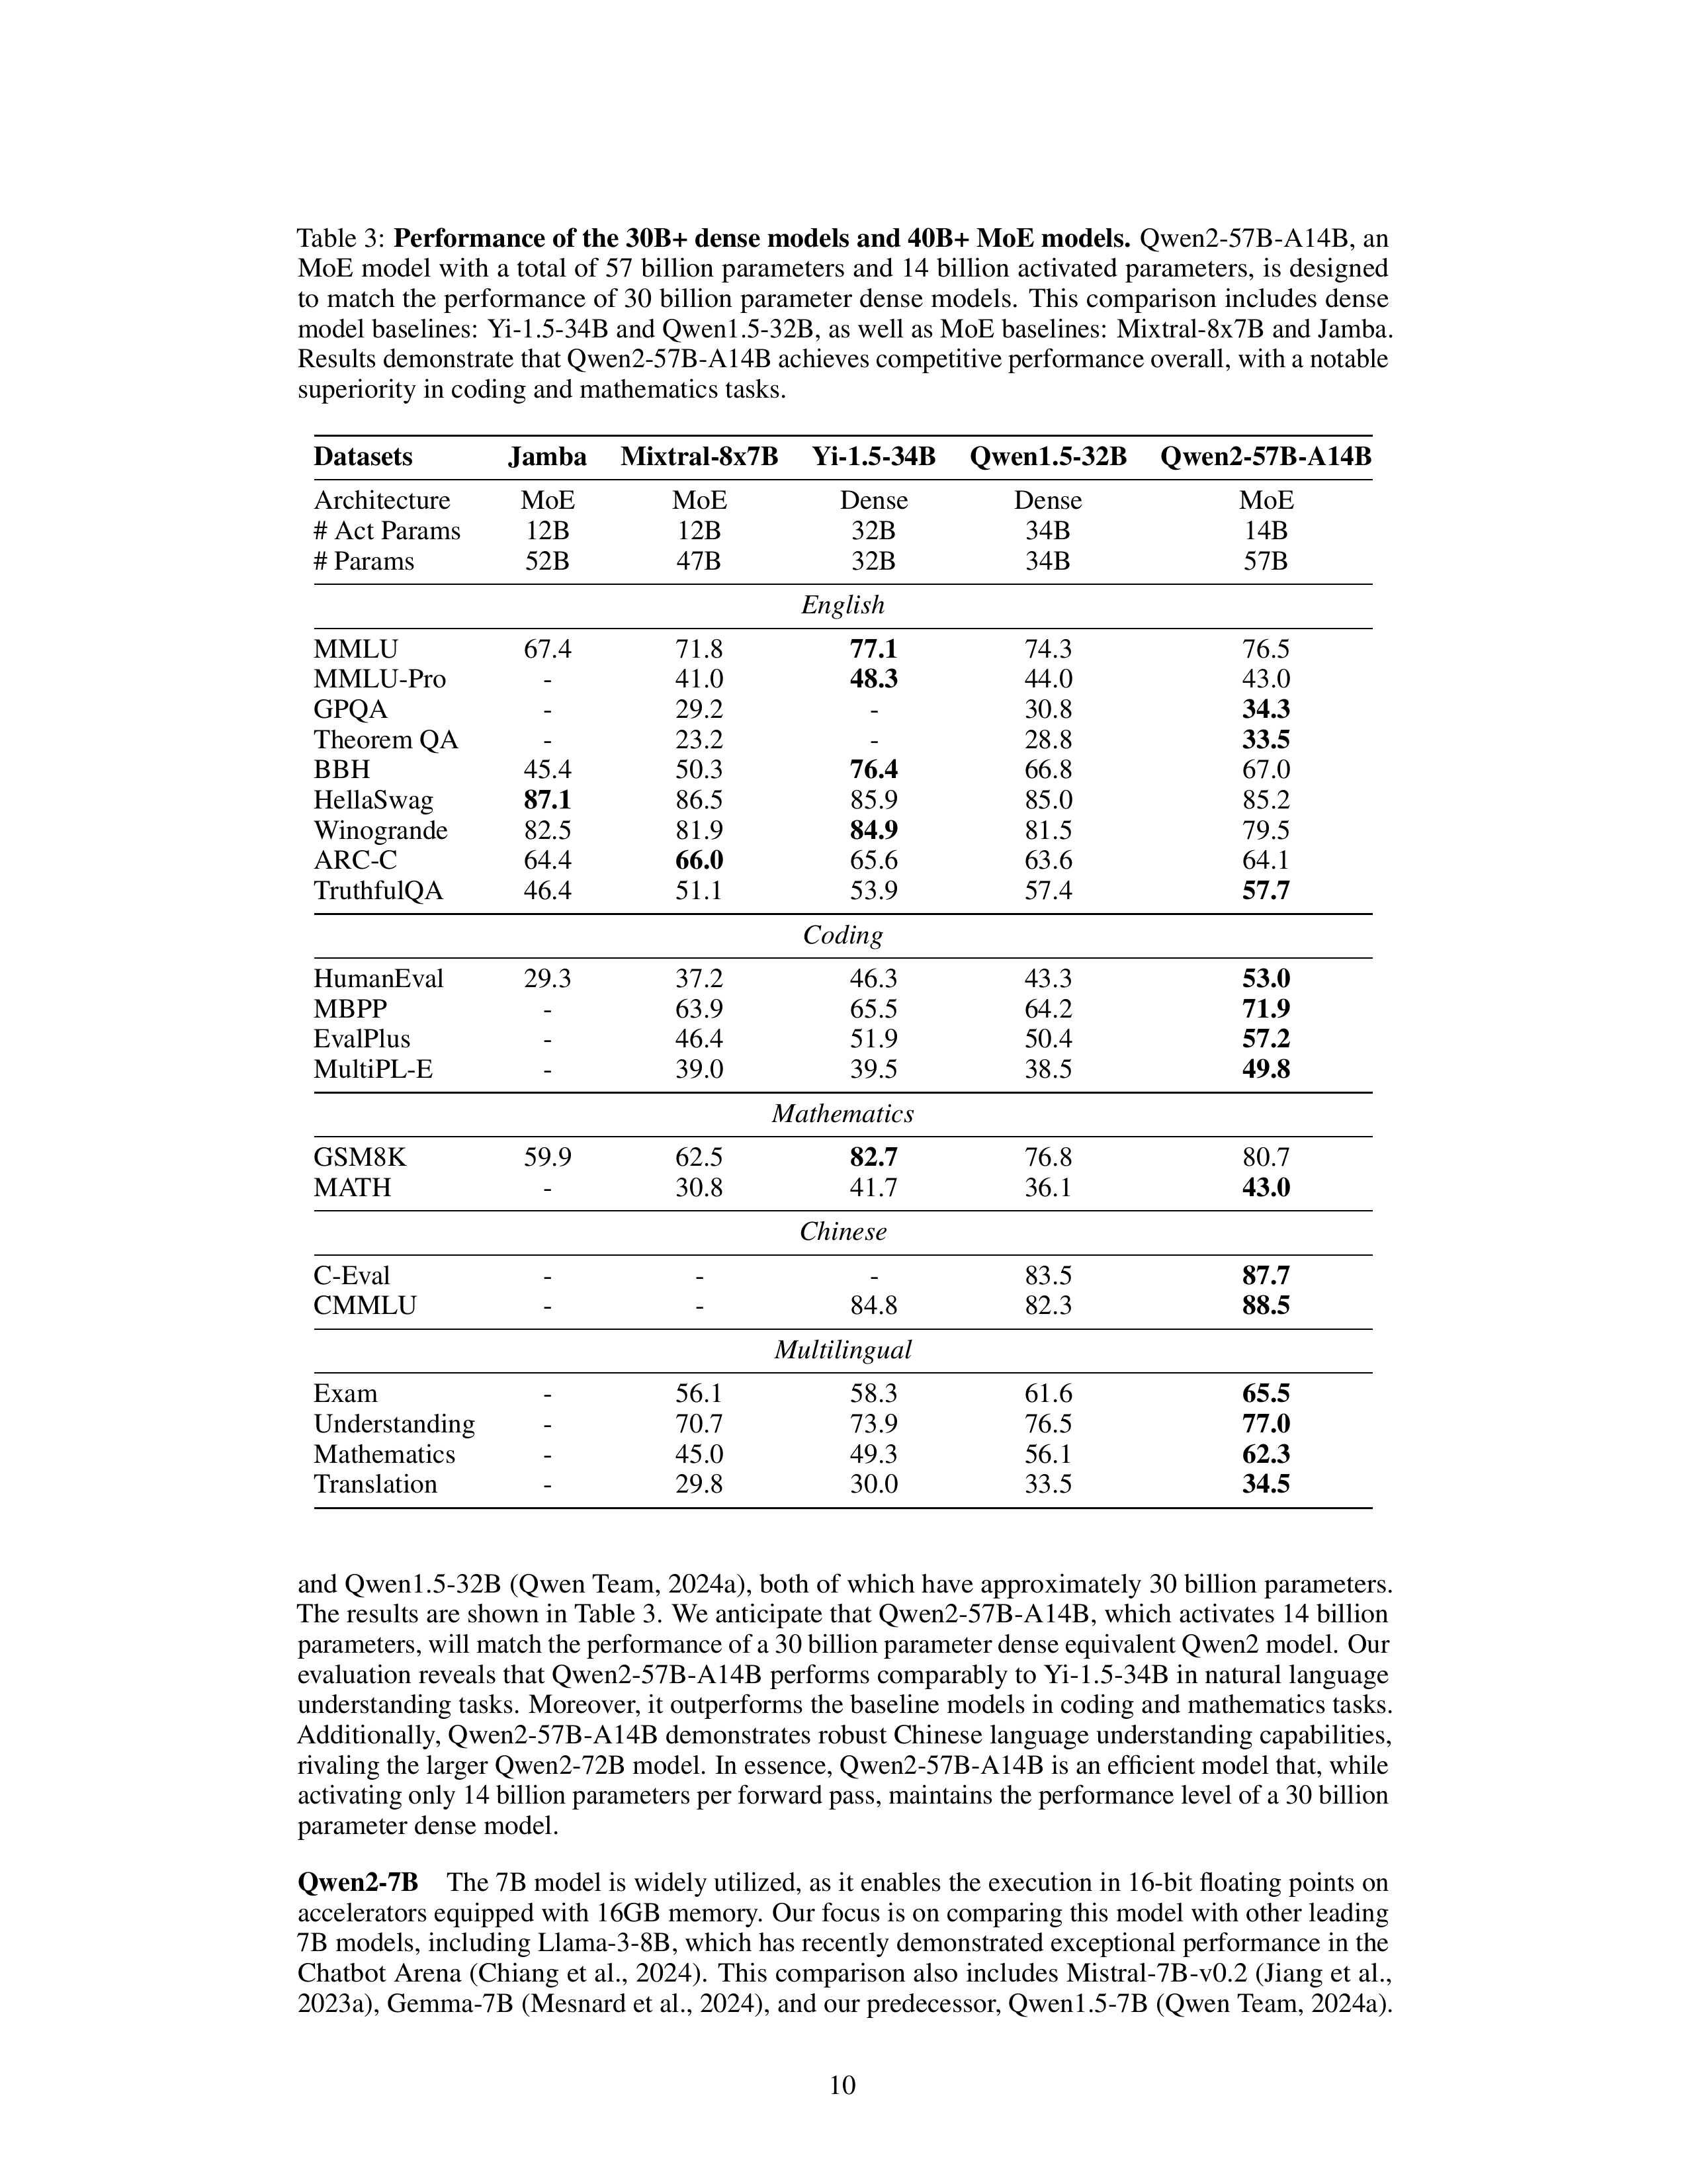 Table 3: Performance of the 30B+ dense models and 40B+ MoE models. Qwen2-57B-A14B, an
MoE model with a total of 57 billion parameters and 14 billion activated parameters, is designed
to match the performance of 30 billion parameter dense models. This comparison includes dense
model baselines: Yi-1.5-34B and Qwen1.5-32B, as well as MoE baselines: Mixtral-8x7B and Jamba.
Results demonstrate that Qwen2-57B-A14B achieves competitive performance overall, with a notable
superiority in coding and mathematics tasks.
Datasets Jamba Mixtral-8x7B Yi-1.5-34B Qwen1.5-32B Qwen2-57B-A14B
Architecture MoE MoE Dense Dense MoE
# Act Params 12B 12B 32B 34B 14B
# Params 52B 47B 32B 34B 57B
English
MMLU 67.4 71.8 77.1 74.3 76.5
MMLU-Pro - 41.0 48.3 44.0 43.0
GPQA - 29.2 - 30.8 34.3
Theorem QA - 23.2 - 28.8 33.5
BBH 45.4 50.3 76.4 66.8 67.0
HellaSwag 87.1 86.5 85.9 85.0 85.2
Winogrande 82.5 81.9 84.9 81.5 79.5
ARC-C 64.4 66.0 65.6 63.6 64.1
TruthfulQA 46.4 51.1 53.9 57.4 57.7
Coding
HumanEval 29.3 37.2 46.3 43.3 53.0
MBPP - 63.9 65.5 64.2 71.9
EvalPlus - 46.4 51.9 50.4 57.2
MultiPL-E - 39.0 39.5 38.5 49.8
Mathematics
GSM8K 59.9 62.5 82.7 76.8 80.7
MATH - 30.8 41.7 36.1 43.0
Chinese
C-Eval - - - 83.5 87.7
CMMLU - - 84.8 82.3 88.5
Multilingual
Exam - 56.1 58.3 61.6 65.5
Understanding - 70.7 73.9 76.5 77.0
Mathematics - 45.0 49.3 56.1 62.3
Translation - 29.8 30.0 33.5 34.5
and Qwen1.5-32B (Qwen Team, 2024a), both of which have approximately 30 billion parameters.
The results are shown in Table 3. We anticipate that Qwen2-57B-A14B, which activates 14 billion
parameters, will match the performance of a 30 billion parameter dense equivalent Qwen2 model. Our
evaluation reveals that Qwen2-57B-A14B performs comparably to Yi-1.5-34B in natural language
understanding tasks. Moreover, it outperforms the baseline models in coding and mathematics tasks.
Additionally, Qwen2-57B-A14B demonstrates robust Chinese language understanding capabilities,
rivaling the larger Qwen2-72B model. In essence, Qwen2-57B-A14B is an efficient model that, while
activating only 14 billion parameters per forward pass, maintains the performance level of a 30 billion
parameter dense model.
Qwen2-7B The 7B model is widely utilized, as it enables the execution in 16-bit floating points on
accelerators equipped with 16GB memory. Our focus is on comparing this model with other leading
7B models, including Llama-3-8B, which has recently demonstrated exceptional performance in the
Chatbot Arena (Chiang et al., 2024). This comparison also includes Mistral-7B-v0.2 (Jiang et al.,
2023a), Gemma-7B (Mesnard et al., 2024), and our predecessor, Qwen1.5-7B (Qwen Team, 2024a).
10